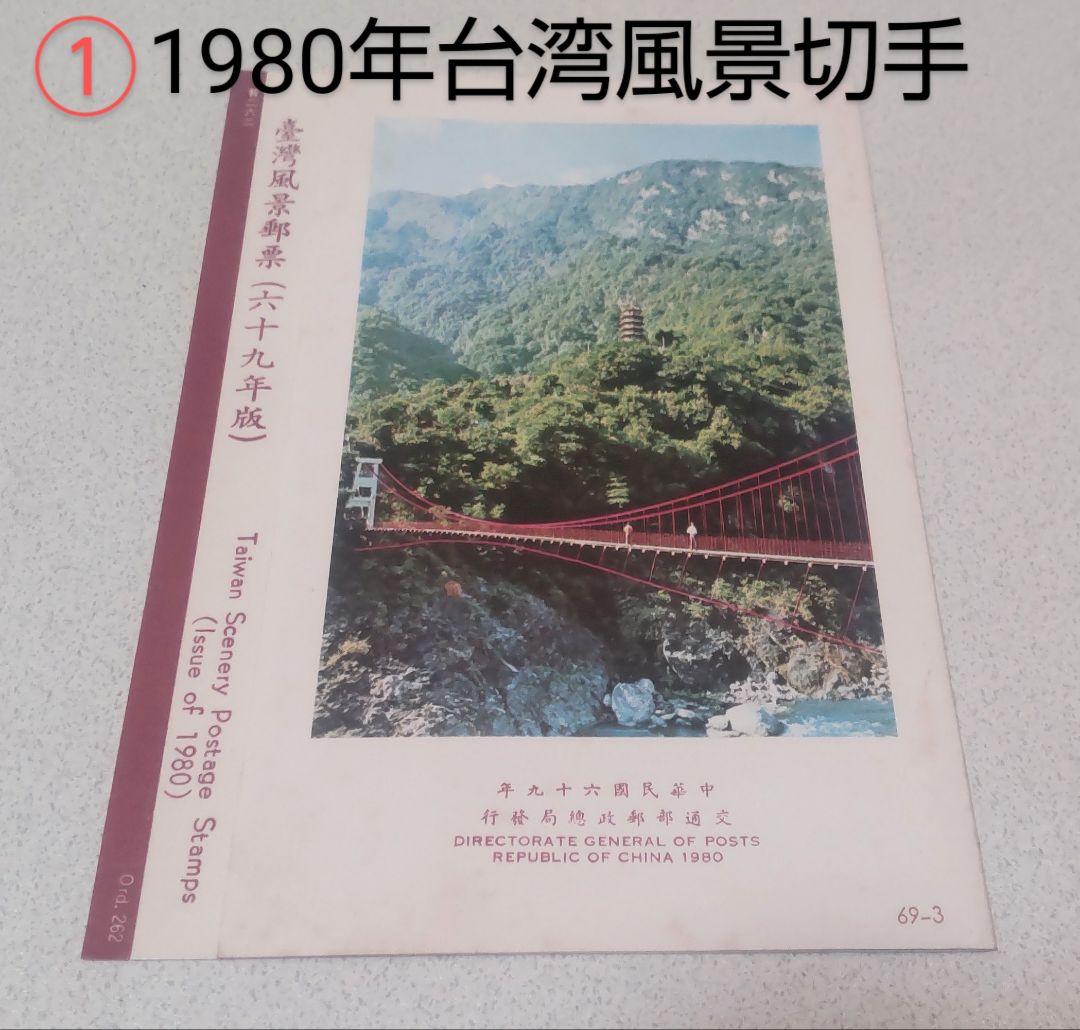 ① 1980年台湾風景切手
臺灣風景郵票(六十九年版)
Taiwan Scenery Postage Stamps
(Issue of 1980)
Ord. 262
年九十六國民華中
行發局總政郵部通交
DIRECTORATE GENERAL OF POSTS
REPUBLIC OF CHINA 1980
69-3